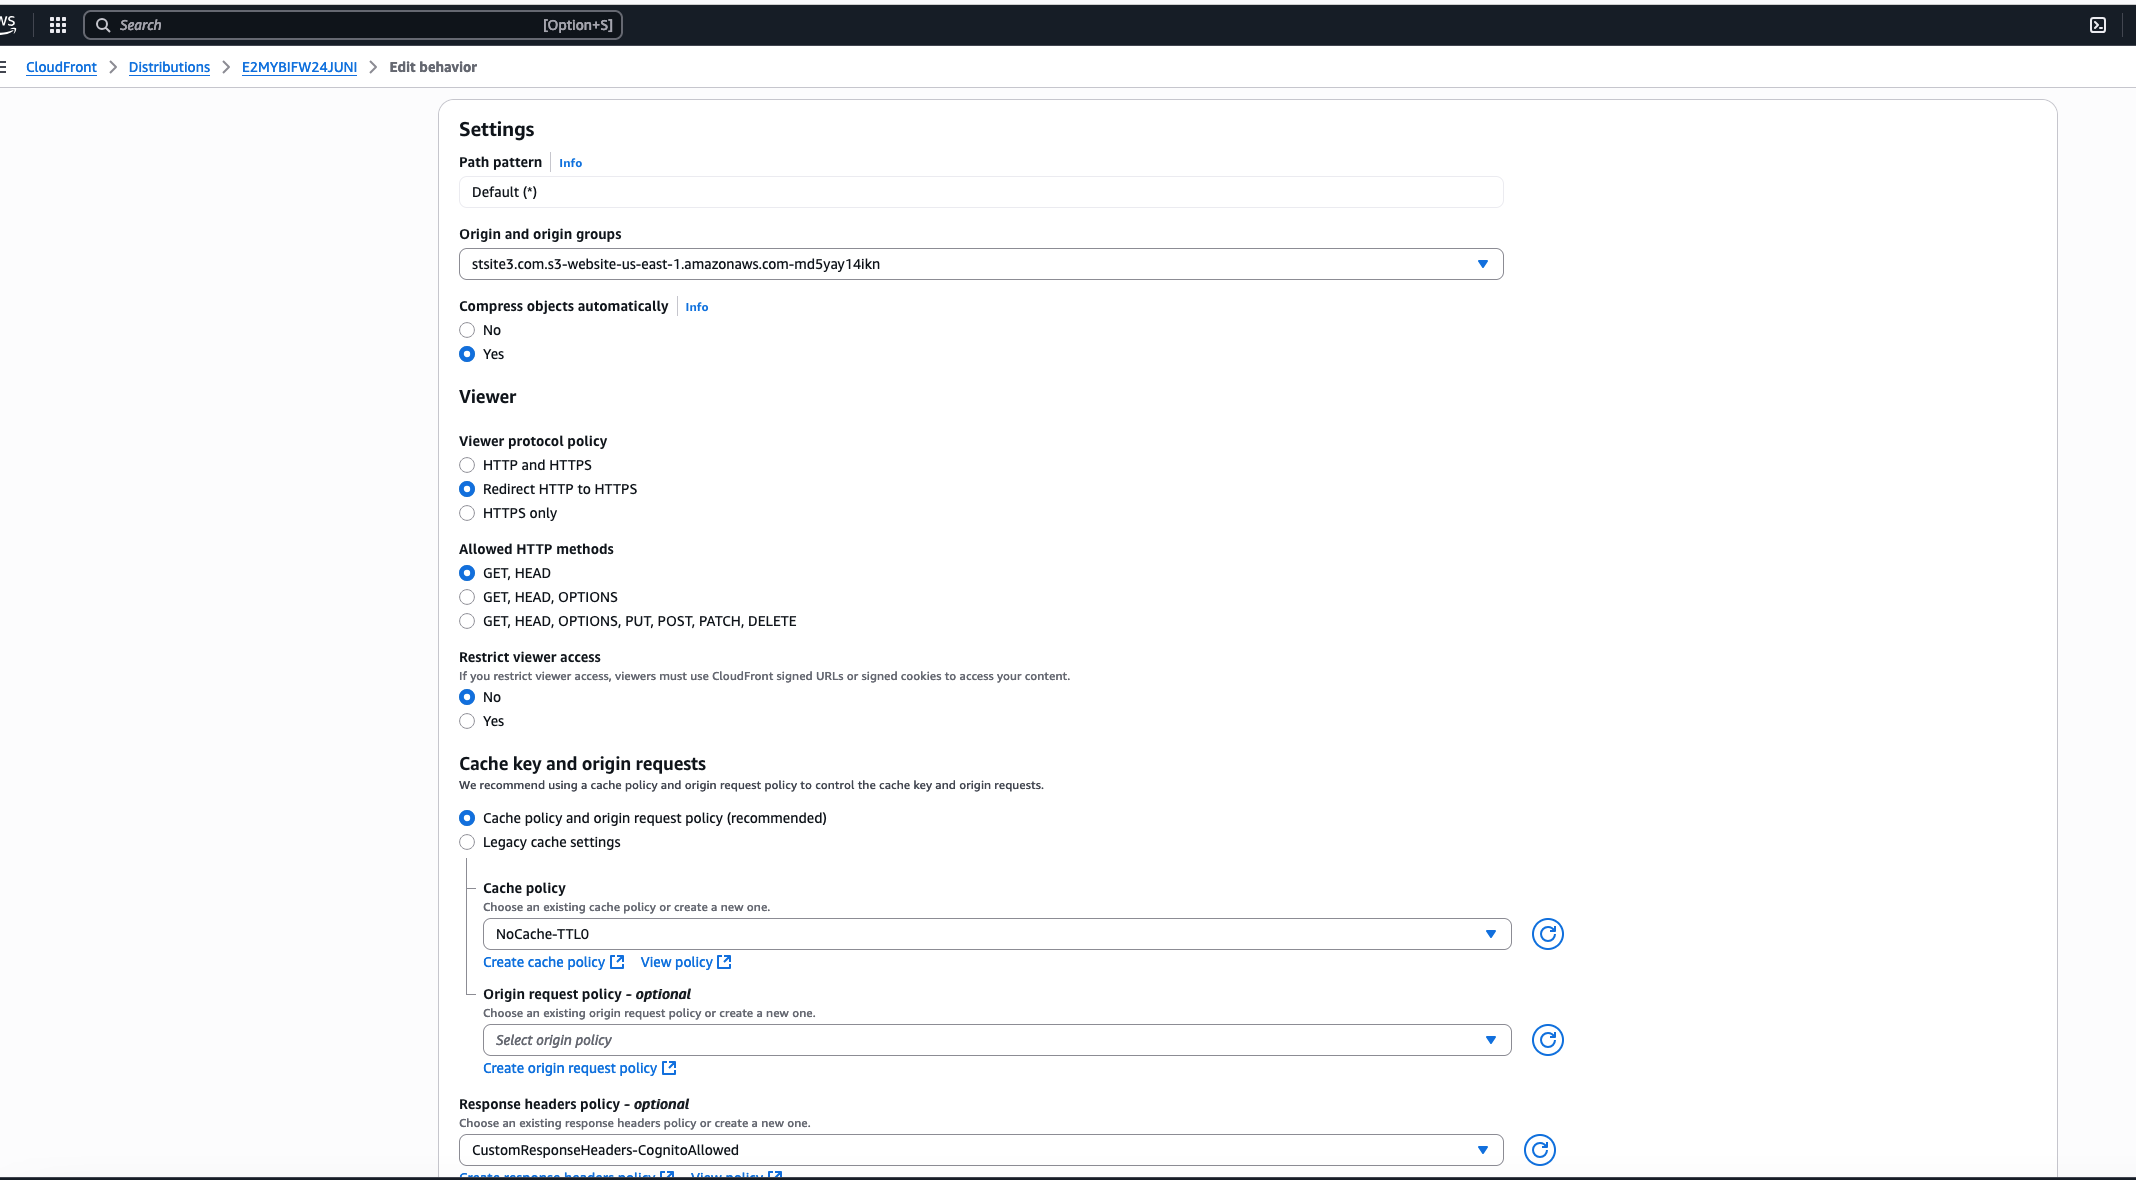 Search [Option+S]
CloudFront > Distributions > E2MYBIFW24JUNI > Edit behavior
Settings
Path pattern | Info
Default (*)
Origin and origin groups
stsite3.com.s3-website-us-east-1.amazonaws.com-md5yay14ikn
Compress objects automatically | Info
No
Yes
Viewer
Viewer protocol policy
HTTP and HTTPS
Redirect HTTP to HTTPS
HTTPS only
Allowed HTTP methods
GET, HEAD
GET, HEAD, OPTIONS
GET, HEAD, OPTIONS, PUT, POST, PATCH, DELETE
Restrict viewer access
If you restrict viewer access, viewers must use CloudFront signed URLs or signed cookies to access your content.
No
Yes
Cache key and origin requests
We recommend using a cache policy and origin request policy to control the cache key and origin requests.
Cache policy and origin request policy (recommended)
Legacy cache settings
Cache policy
Choose an existing cache policy or create a new one.
NoCache-TTL0
Create cache policy View policy
Origin request policy - optional
Choose an existing origin request policy or create a new one.
Select origin policy
Create origin request policy
Response headers policy - optional
Choose an existing response headers policy or create a new one.
CustomResponseHeaders-CognitoAllowed
Create response headers policy View policy